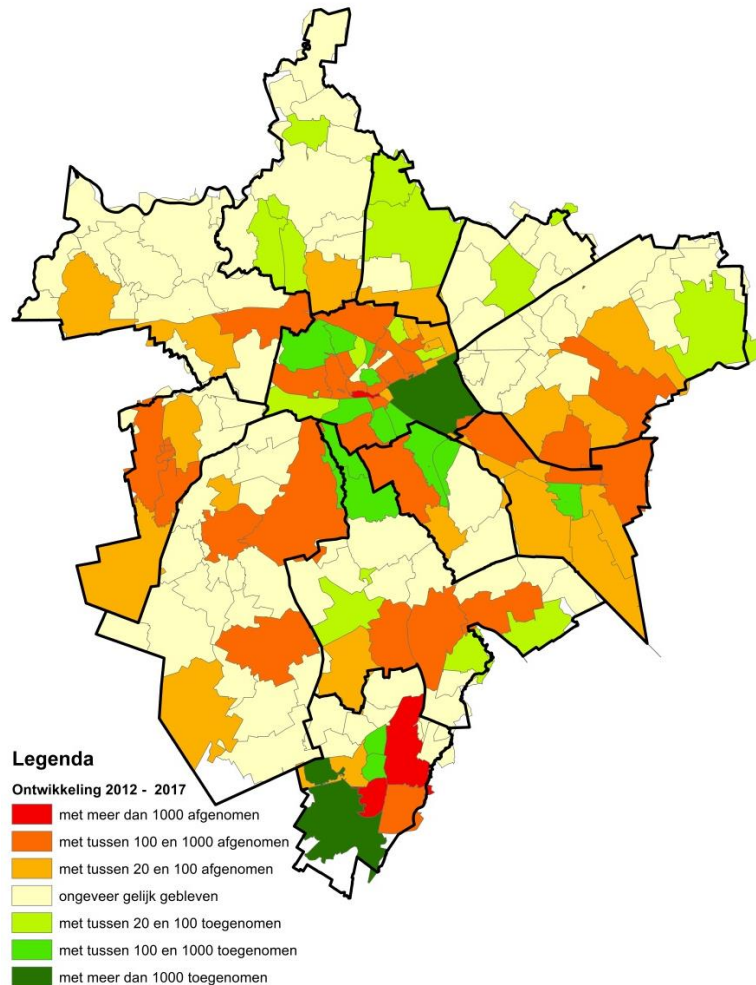 Legenda
Ontwikkeling 2012 - 2017
met meer dan 1000 afgenomen
met tussen 100 en 1000 afgenomen
met tussen 20 en 100 afgenomen
ongeveer gelijk gebleven
met tussen 20 en 100 toegenomen
met tussen 100 en 1000 toegenomen
met meer dan 1000 toegenomen